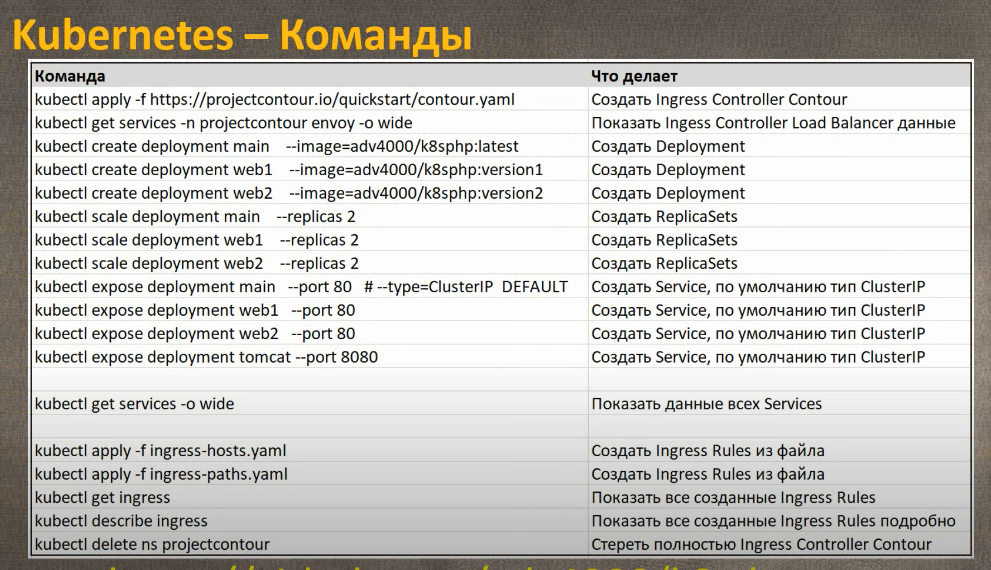 Kubernetes – Команды
Команда Что делает
kubectl apply -f https://projectcontour.io/quickstart/contour.yaml Создать Ingress Controller Contour
kubectl get services -n projectcontour envoy -o wide Показать Ingess Controller Load Balancer данные
kubectl create deployment main --image=adv4000/k8sphp:latest Создать Deployment
kubectl create deployment web1 --image=adv4000/k8sphp:version1 Создать Deployment
kubectl create deployment web2 --image=adv4000/k8sphp:version2 Создать Deployment
kubectl scale deployment main --replicas 2 Создать ReplicaSets
kubectl scale deployment web1 --replicas 2 Создать ReplicaSets
kubectl scale deployment web2 --replicas 2 Создать ReplicaSets
kubectl expose deployment main --port 80 # --type=ClusterIP DEFAULT Создать Service, по умолчанию тип ClusterIP
kubectl expose deployment web1 --port 80 Создать Service, по умолчанию тип ClusterIP
kubectl expose deployment web2 --port 80 Создать Service, по умолчанию тип ClusterIP
kubectl expose deployment tomcat --port 8080 Создать Service, по умолчанию тип ClusterIP
kubectl get services -o wide Показать данные всех Services
kubectl apply -f ingress-hosts.yaml Создать Ingress Rules из файла
kubectl apply -f ingress-paths.yaml Создать Ingress Rules из файла
kubectl get ingress Показать все созданные Ingress Rules
kubectl describe ingress Показать все созданные Ingress Rules подробно
kubectl delete ns projectcontour Стереть полностью Ingress Controller Contour